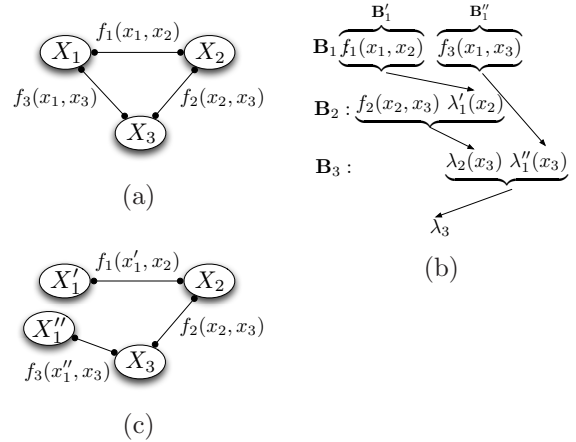 f₁(x₁, x₂)
X₁ X₂
f₃(x₁, x₃) f₂(x₂, x₃)
X₃
(a)
B′₁ B′′₁
B₁ f₁(x₁, x₂) f₃(x₁, x₃)
B₂ : f₂(x₂, x₃) λ′₁(x₂)
B₃ : λ₂(x₃) λ′′₁(x₃)
λ₃
(b)
f₁(x′₁, x₂)
X′₁ X₂
X′′₁ f₂(x₂, x₃)
X₃
f₃(x′′₁, x₃)
(c)